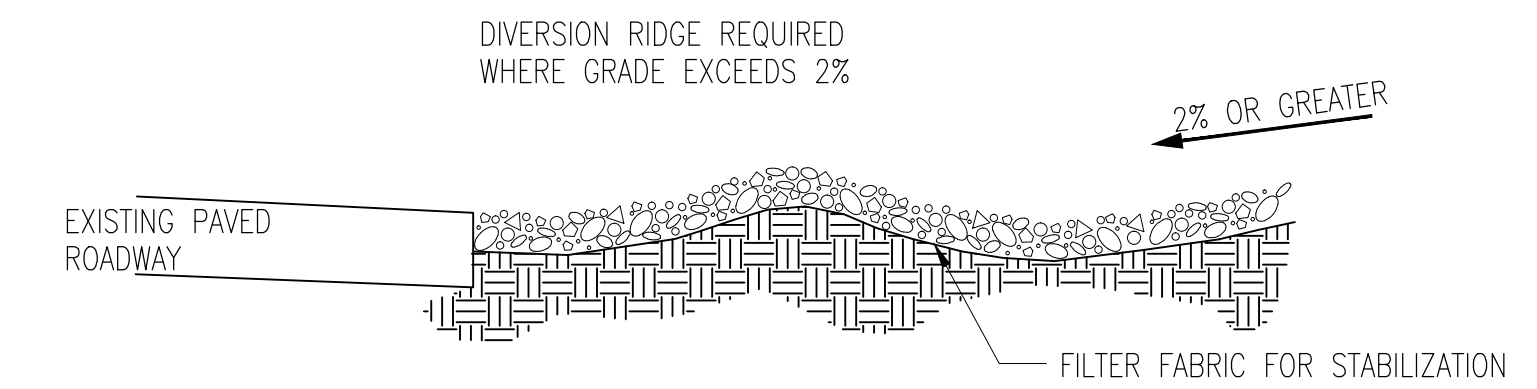 DIVERSION RIDGE REQUIRED
WHERE GRADE EXCEEDS 2%
2% OR GREATER
EXISTING PAVED
ROADWAY
FILTER FABRIC FOR STABILIZATION